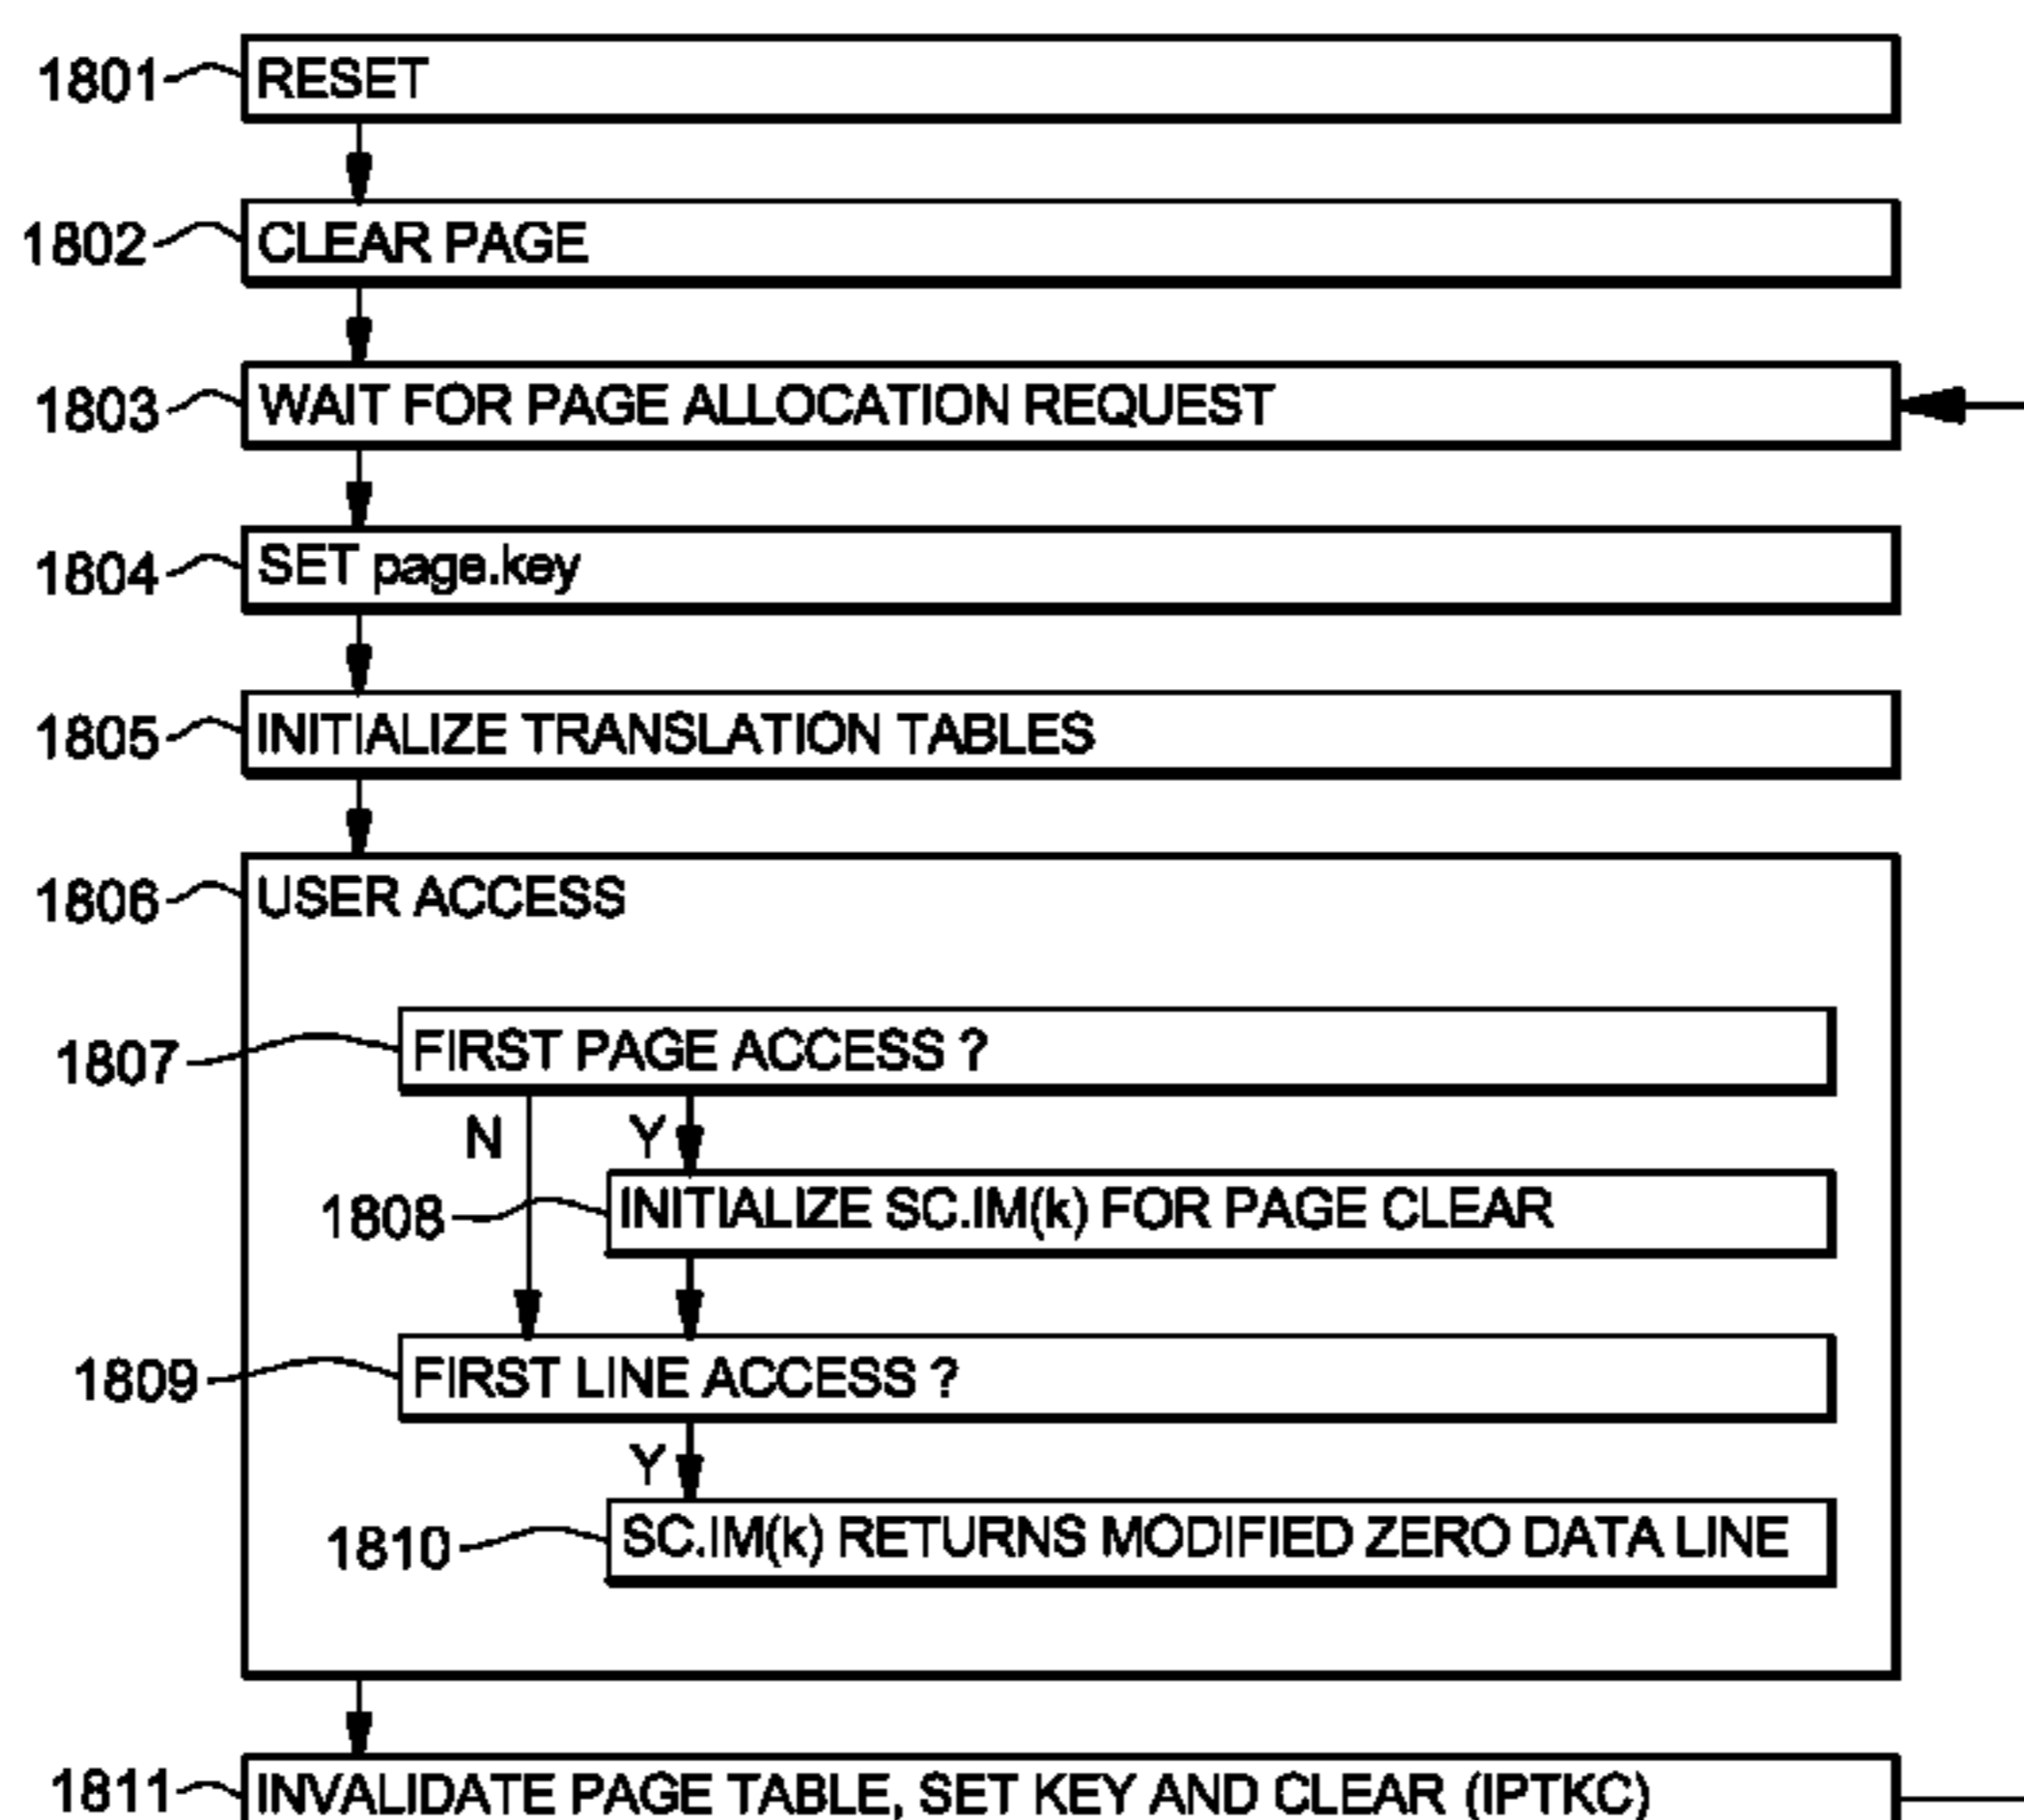 1801 RESET
1802 CLEAR PAGE
1803 WAIT FOR PAGE ALLOCATION REQUEST
1804 SET page.key
1805 INITIALIZE TRANSLATION TABLES
1806 USER ACCESS
1807 FIRST PAGE ACCESS ?
N Y
1808 INITIALIZE SC.IM(k) FOR PAGE CLEAR
1809 FIRST LINE ACCESS ?
Y
1810 SC.IM(k) RETURNS MODIFIED ZERO DATA LINE
1811 INVALIDATE PAGE TABLE, SET KEY AND CLEAR (IPTKC)